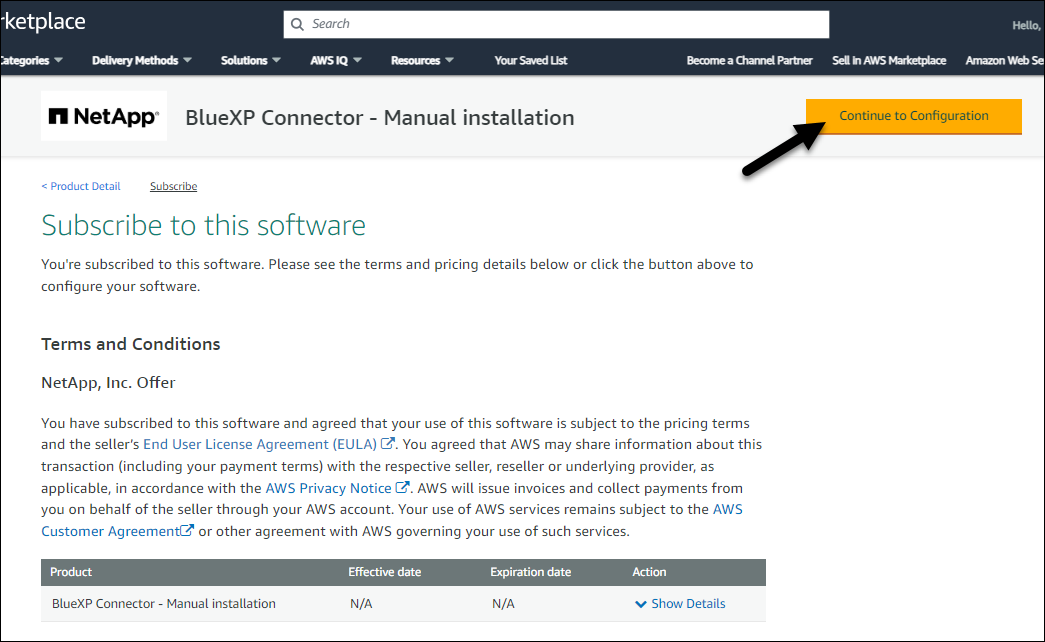 rketplace
Search
Hello,
Categories
Delivery Methods
Solutions
AWS IQ
Resources
Your Saved List
Become a Channel Partner
Sell in AWS Marketplace
Amazon Web Se
NetApp®
BlueXP Connector - Manual installation
Continue to Configuration
< Product Detail
Subscribe
Subscribe to this software
You're subscribed to this software. Please see the terms and pricing details below or click the button above to
configure your software.
Terms and Conditions
NetApp, Inc. Offer
You have subscribed to this software and agreed that your use of this software is subject to the pricing terms
and the seller's End User License Agreement (EULA) . You agreed that AWS may share information about this
transaction (including your payment terms) with the respective seller, reseller or underlying provider, as
applicable, in accordance with the AWS Privacy Notice . AWS will issue invoices and collect payments from
you on behalf of the seller through your AWS account. Your use of AWS services remains subject to the AWS
Customer Agreement or other agreement with AWS governing your use of such services.
Product Effective date Expiration date Action
BlueXP Connector - Manual installation N/A N/A Show Details